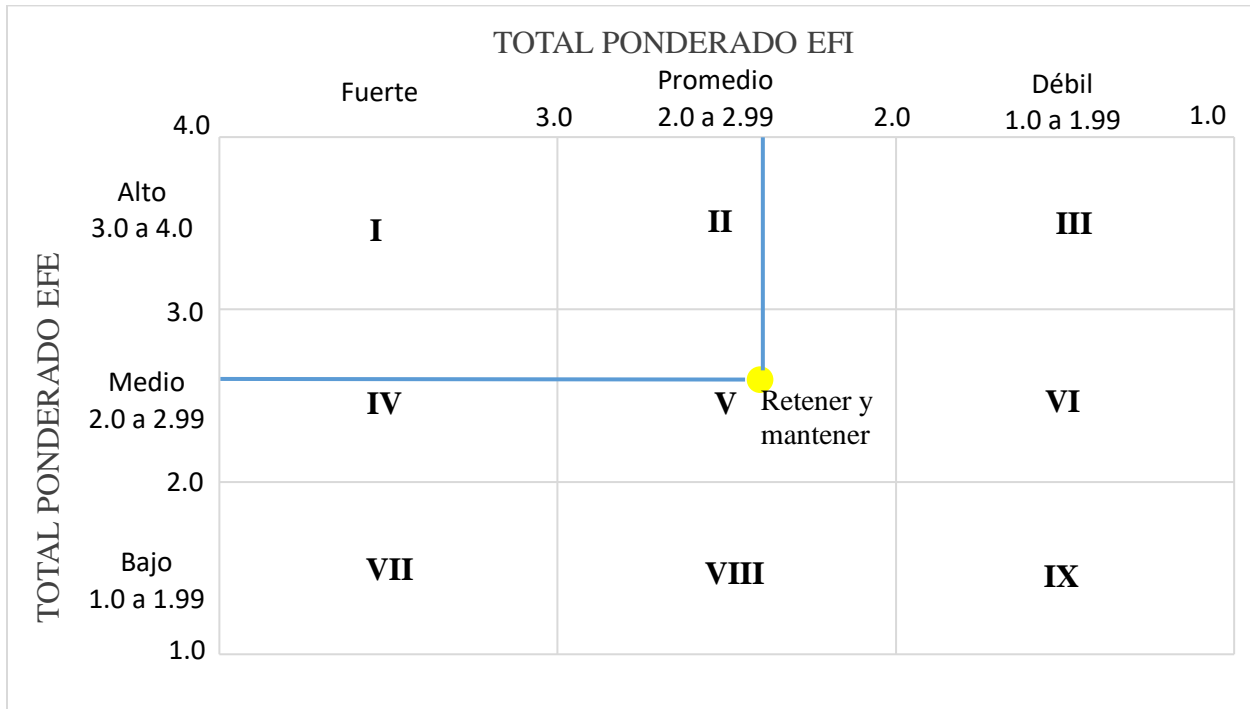 TOTAL PONDERADO EFI
Fuerte
Promedio
2.0 a 2.99
Débil
1.0 a 1.99
4.0
3.0
2.0
1.0
TOTAL PONDERADO EFE
Alto
3.0 a 4.0
I
II
III
3.0
Medio
2.0 a 2.99
IV
V
Retener y
mantener
VI
2.0
Bajo
1.0 a 1.99
VII
VIII
IX
1.0